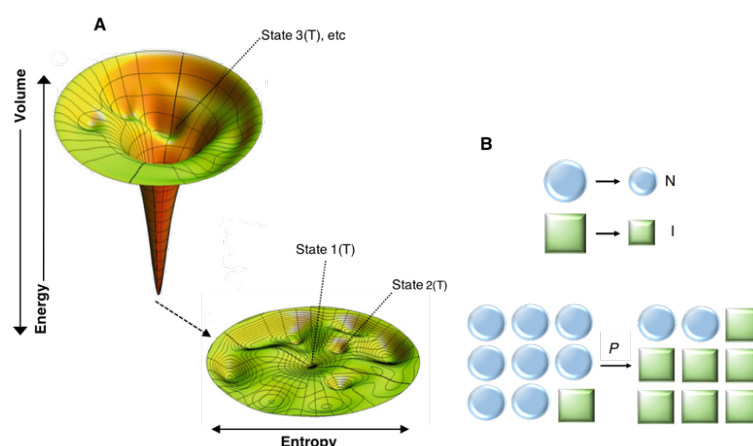 A
State 3(T), etc
Volume
Energy
State 1(T)
State 2(T)
Entropy
B
N
I
P